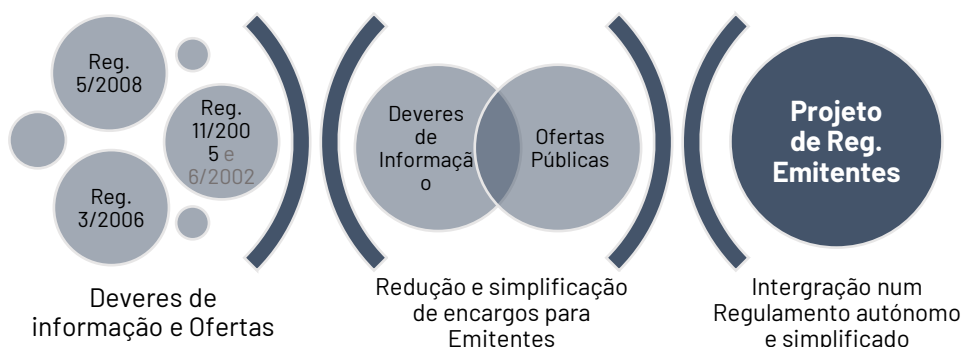 Reg.
5/2008
Reg.
11/200
5 e
6/2002
Reg.
3/2006
Deveres de
informação e Ofertas
Deveres
de
Informaçã
o
Ofertas
Públicas
Redução e simplificação
de encargos para
Emitentes
Projeto
de Reg.
Emitentes
Intergração num
Regulamento autónomo
e simplificado